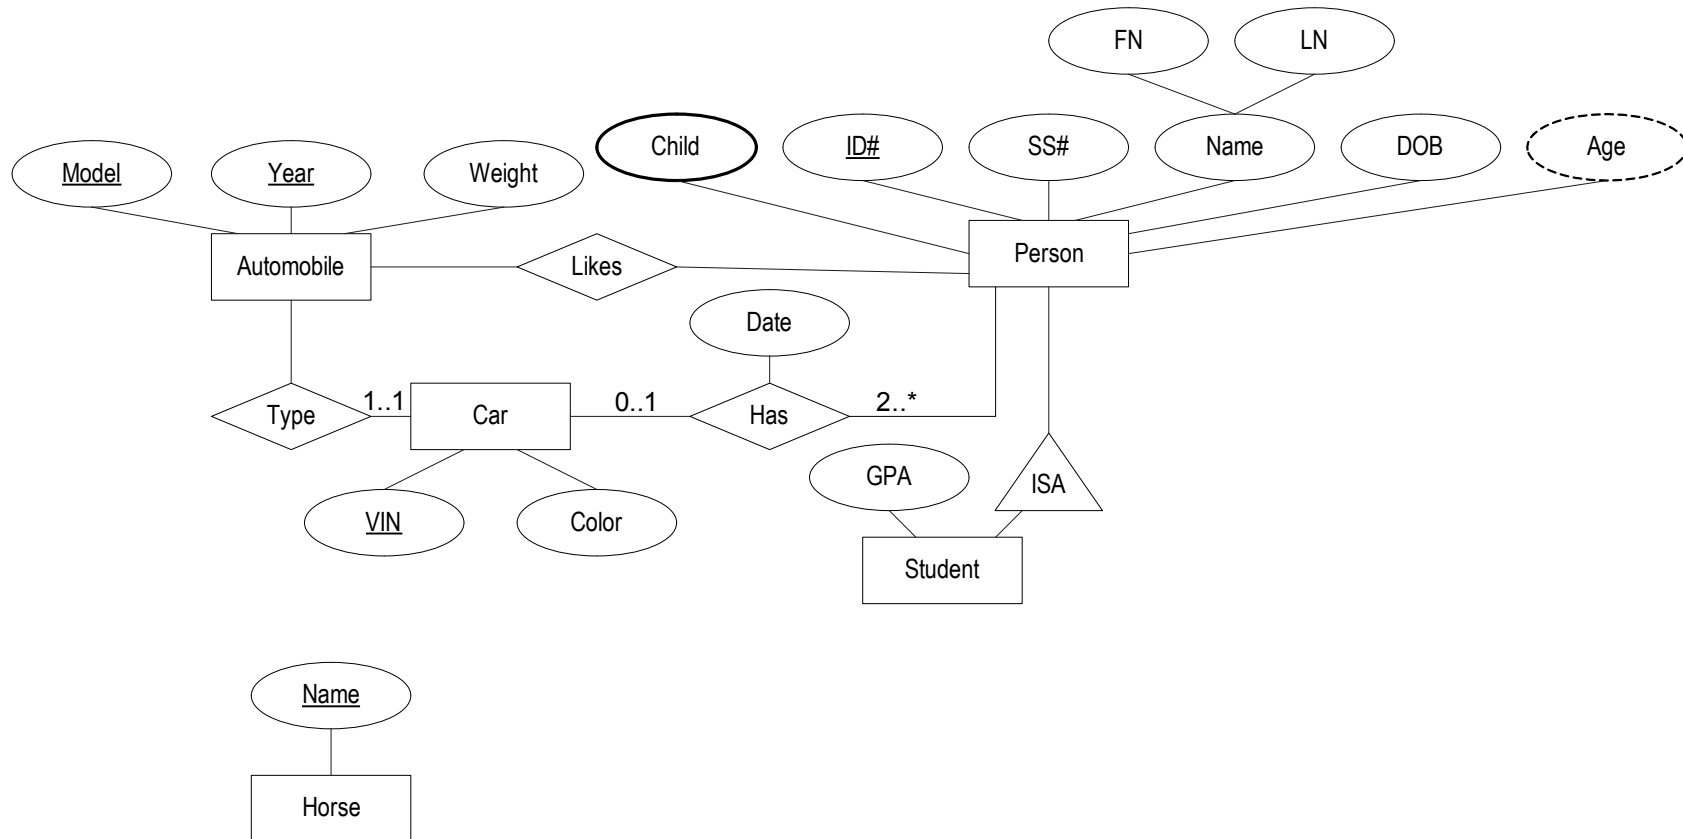 FN
LN
Child
ID#
SS#
Name
DOB
Age
Model
Year
Weight
Automobile
Likes
Person
Date
Type
1..1
Car
0..1
Has
2..*
GPA
ISA
VIN
Color
Student
Name
Horse